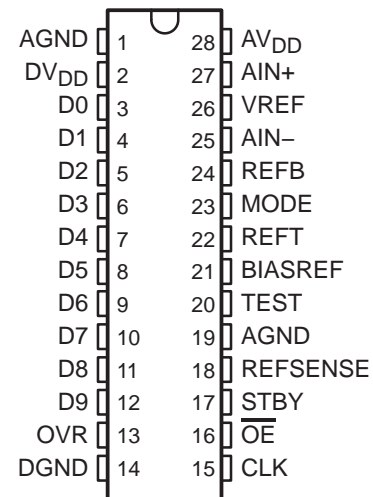 AGND 1 28 AVDD
DVDD 2 27 AIN+
D0 3 26 VREF
D1 4 25 AIN–
D2 5 24 REFB
D3 6 23 MODE
D4 7 22 REFT
D5 8 21 BIASREF
D6 9 20 TEST
D7 10 19 AGND
D8 11 18 REFSENSE
D9 12 17 STBY
OVR 13 16 O̅E̅
DGND 14 15 CLK